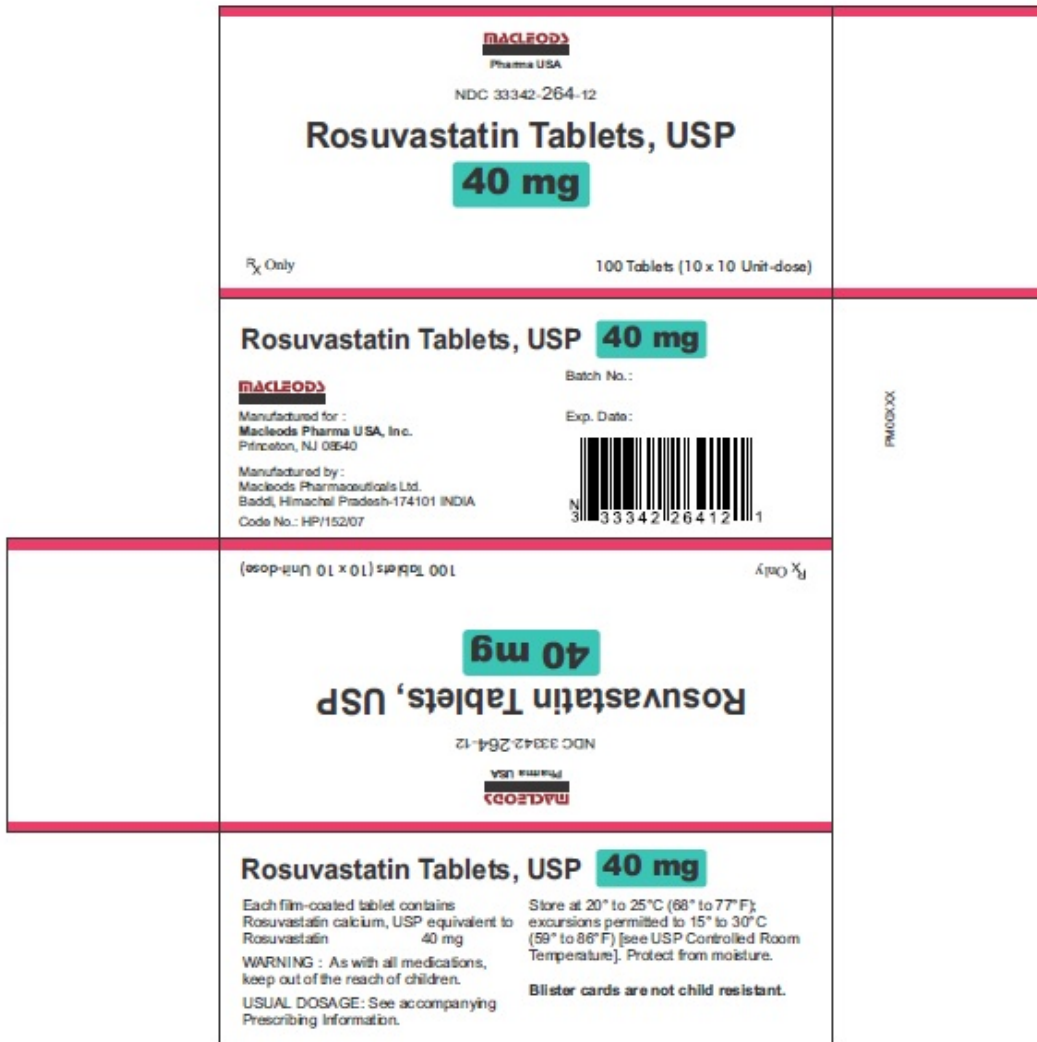 MACLEODS
Pharma USA
NDC 33342-264-12
Rosuvastatin Tablets, USP
40 mg
Rx Only
100 Tablets (10 x 10 Unit-dose)
Rosuvastatin Tablets, USP 40 mg
MACLEODS
Manufactured for :
Macleods Pharma USA, Inc.
Princeton, NJ 08540
Manufactured by :
Macleods Pharmaceuticals Ltd.
Baddi, Himachal Pradesh-174101 INDIA
Code No.: HP/152/07
Batch No.:
Exp. Date:
N
3 33342 26412 1
PM00XXX
MACLEODS
Pharma USA
NDC 33342-264-12
Rosuvastatin Tablets, USP
40 mg
Rx Only
100 Tablets (10 x 10 Unit-dose)
Rosuvastatin Tablets, USP 40 mg
Each film-coated tablet contains
Rosuvastatin calcium, USP equivalent to
Rosuvastatin 40 mg
WARNING : As with all medications,
keep out of the reach of children.
USUAL DOSAGE: See accompanying
Prescribing Information.
Store at 20° to 25°C (68° to 77°F);
excursions permitted to 15° to 30°C
(59° to 86°F) [see USP Controlled Room
Temperature]. Protect from moisture.
Blister cards are not child resistant.